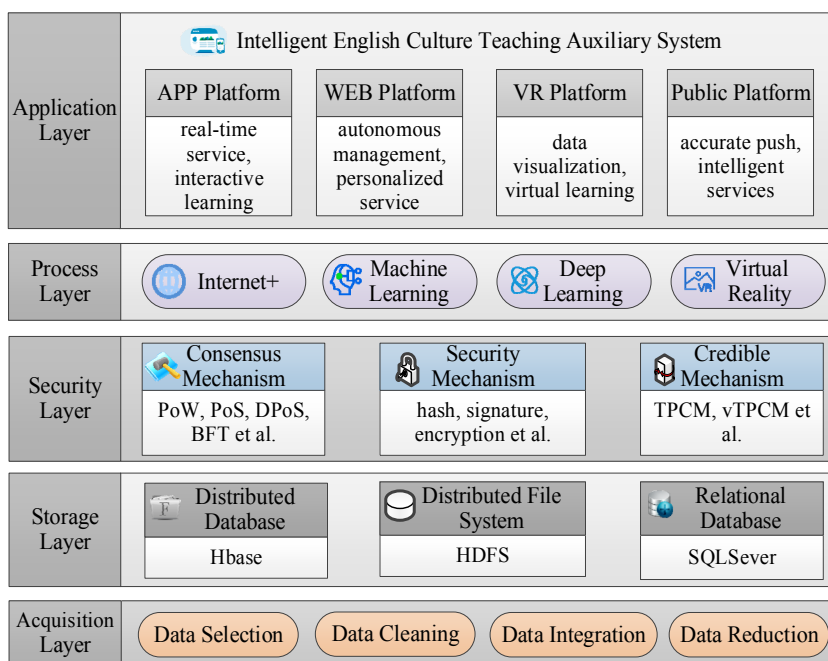 Intelligent English Culture Teaching Auxiliary System
Application
Layer
APP Platform
real-time
service,
interactive
learning
WEB Platform
autonomous
management,
personalized
service
VR Platform
data
visualization,
virtual learning
Public Platform
accurate push,
intelligent
services
Process
Layer
Internet+
Machine
Learning
Deep
Learning
VR
Virtual
Reality
Security
Layer
Consensus
Mechanism
PoW, PoS, DPoS,
BFT et al.
Security
Mechanism
hash, signature,
encryption et al.
Credible
Mechanism
TPCM, vTPCM et
al.
Storage
Layer
F
Distributed
Database
Hbase
Distributed File
System
HDFS
Relational
Database
SQLSever
Acquisition
Layer
Data Selection
Data Cleaning
Data Integration
Data Reduction